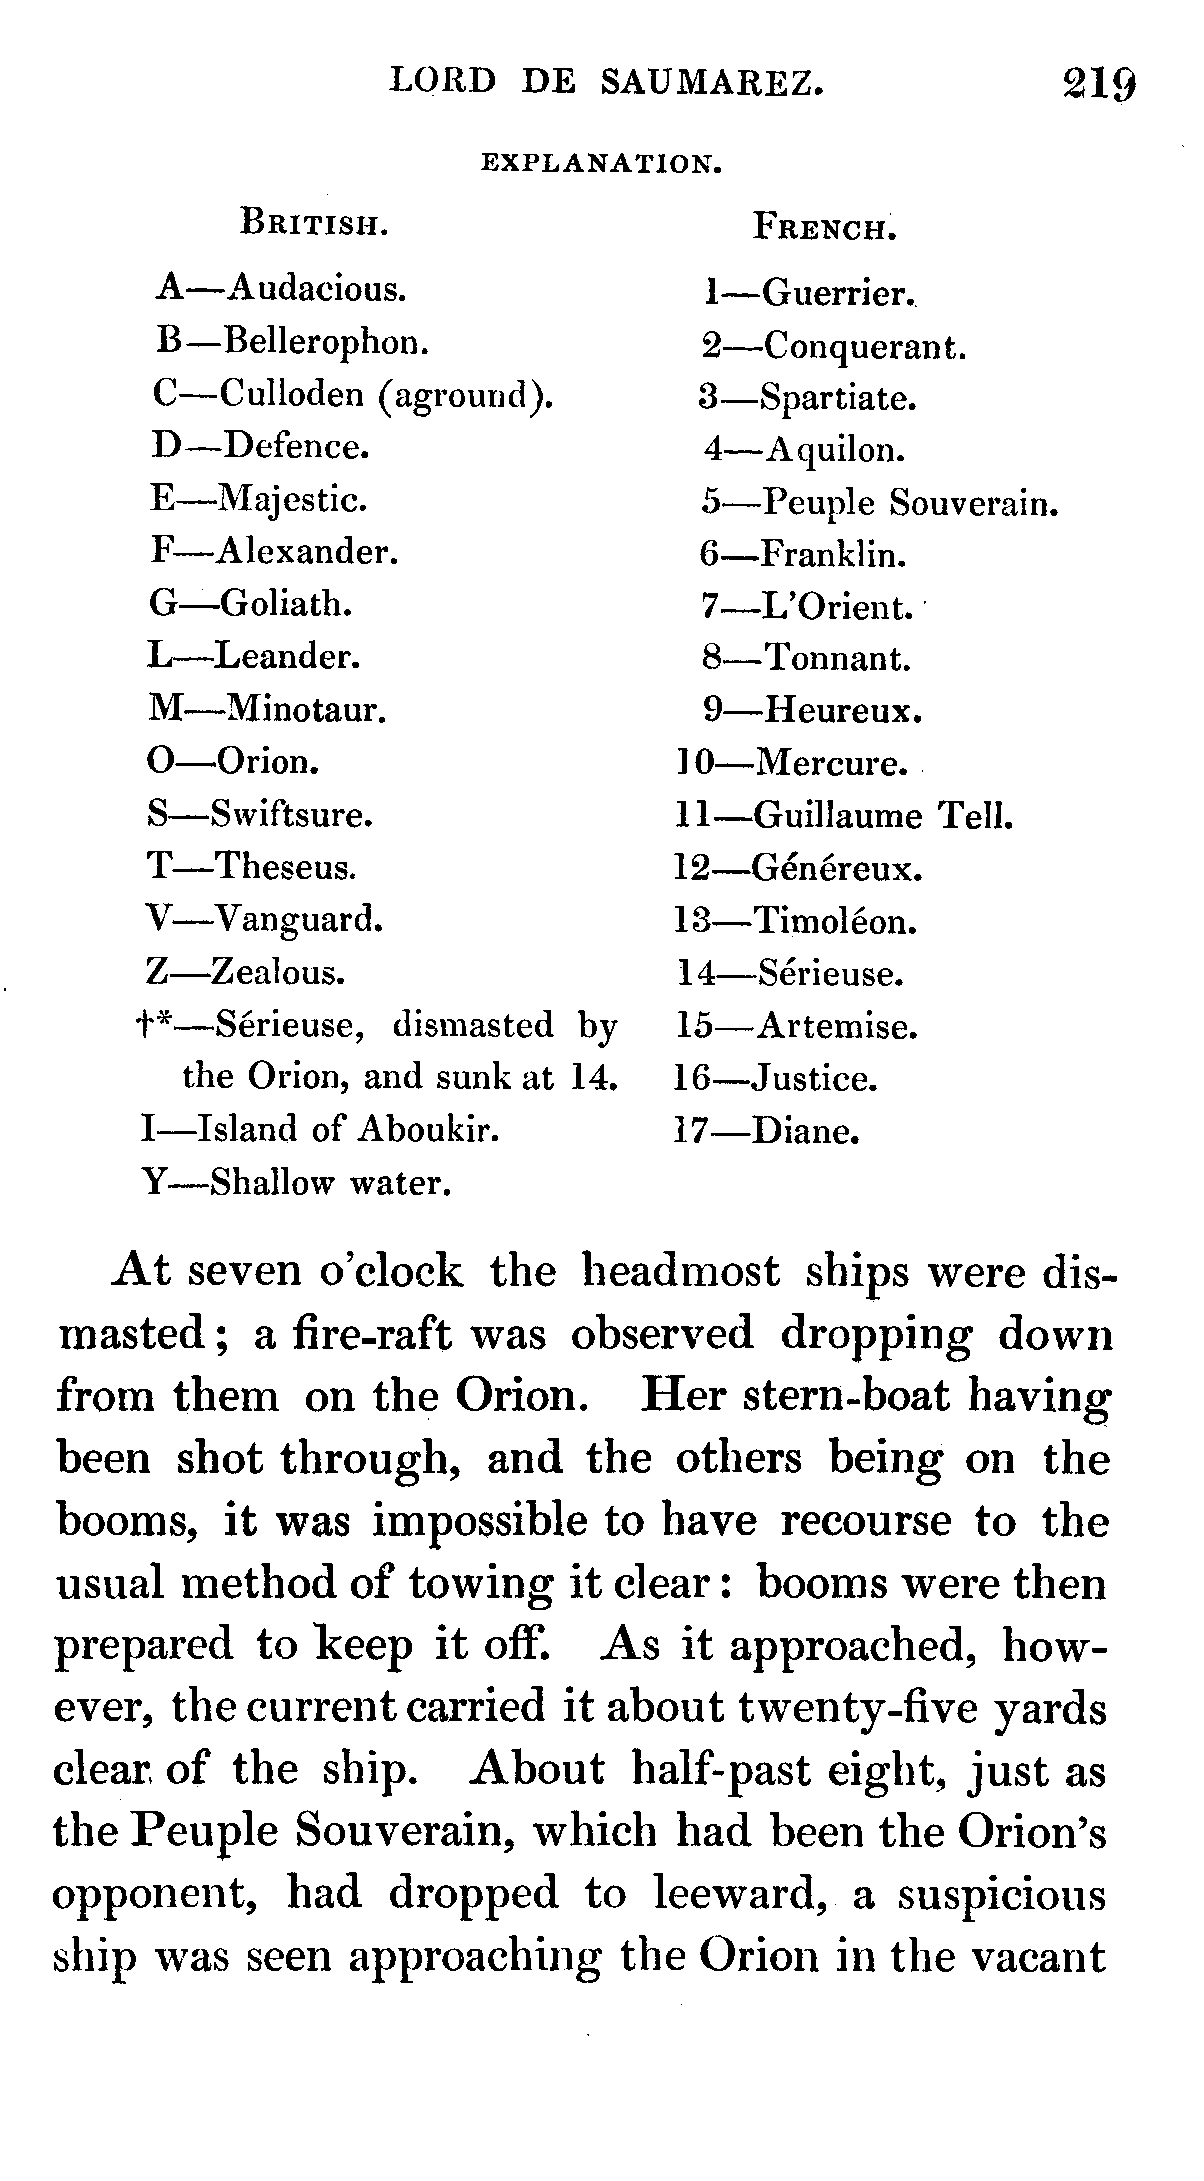 LORD DE SAUMAREZ. 219
EXPLANATION.
BRITISH.
A—Audacious.
B—Bellerophon.
C—Culloden (aground).
D—Defence.
E—Majestic.
F—Alexander.
G—Goliath.
L—Leander.
M—Minotaur.
O—Orion.
S—Swiftsure.
T—Theseus.
V—Vanguard.
Z—Zealous.
†*—Sérieuse, dismasted by
the Orion, and sunk at 14.
I—Island of Aboukir.
Y—Shallow water.
FRENCH.
1—Guerrier.
2—Conquerant.
3—Spartiate.
4—Aquilon.
5—Peuple Souverain.
6—Franklin.
7—L'Orient.
8—Tonnant.
9—Heureux.
10—Mercure.
11—Guillaume Tell.
12—Généreux.
13—Timoléon.
14—Sérieuse.
15—Artemise.
16—Justice.
17—Diane.
At seven o'clock the headmost ships were dis-
masted; a fire-raft was observed dropping down
from them on the Orion. Her stern-boat having
been shot through, and the others being on the
booms, it was impossible to have recourse to the
usual method of towing it clear: booms were then
prepared to keep it off. As it approached, how-
ever, the current carried it about twenty-five yards
clear of the ship. About half-past eight, just as
the Peuple Souverain, which had been the Orion's
opponent, had dropped to leeward, a suspicious
ship was seen approaching the Orion in the vacant